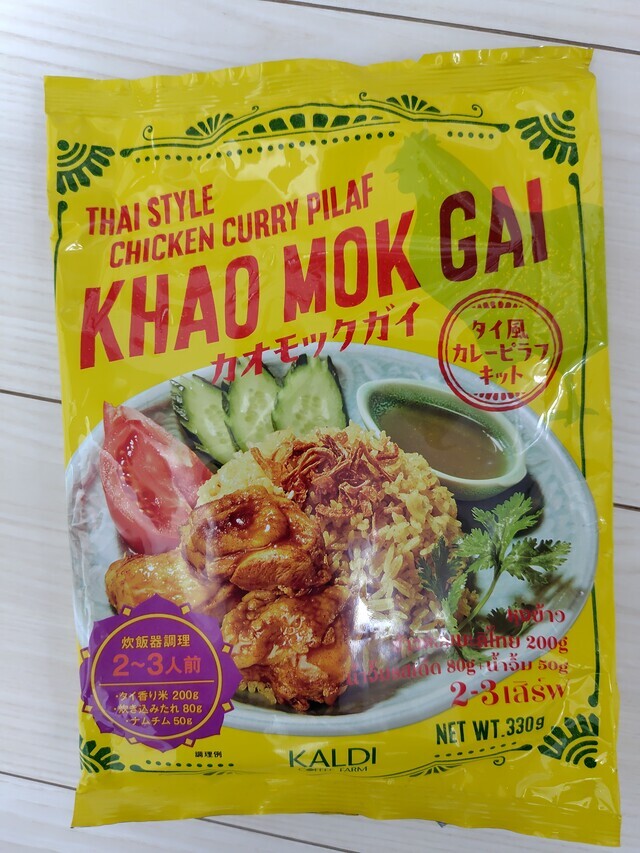 THAI STYLE
CHICKEN CURRY PILAF
KHAO MOK GAI
カオモックガイ
タイ風
カレーピラフ
キット
炊飯器調理
2~3人前
・タイ香り米 200g
・炊き込みたれ 80g
・ナムチム 50g
200g
80g
50g
2-3เสิร์ฟ
NET WT.330g
調理例
KALDI
COFFEE FARM